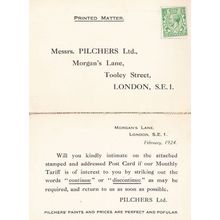 PRINTED MATTER.
Messrs. PILCHERS Ltd.,
Morgan's Lane,
Tooley Street,
LONDON, S.E.1.
MORGAN'S LANE,
LONDON, S.E.1.
February, 1924.
Will you kindly intimate on the attached
stamped and addressed Post Card if our Monthly
Tariff is of interest to you by striking out the
words "continue" or "discontinue" as may
be required, and return to us as soon as possible.
PILCHERS Ltd.
PILCHERS' PAINTS AND PRICES ARE PERFECT AND POPULAR.